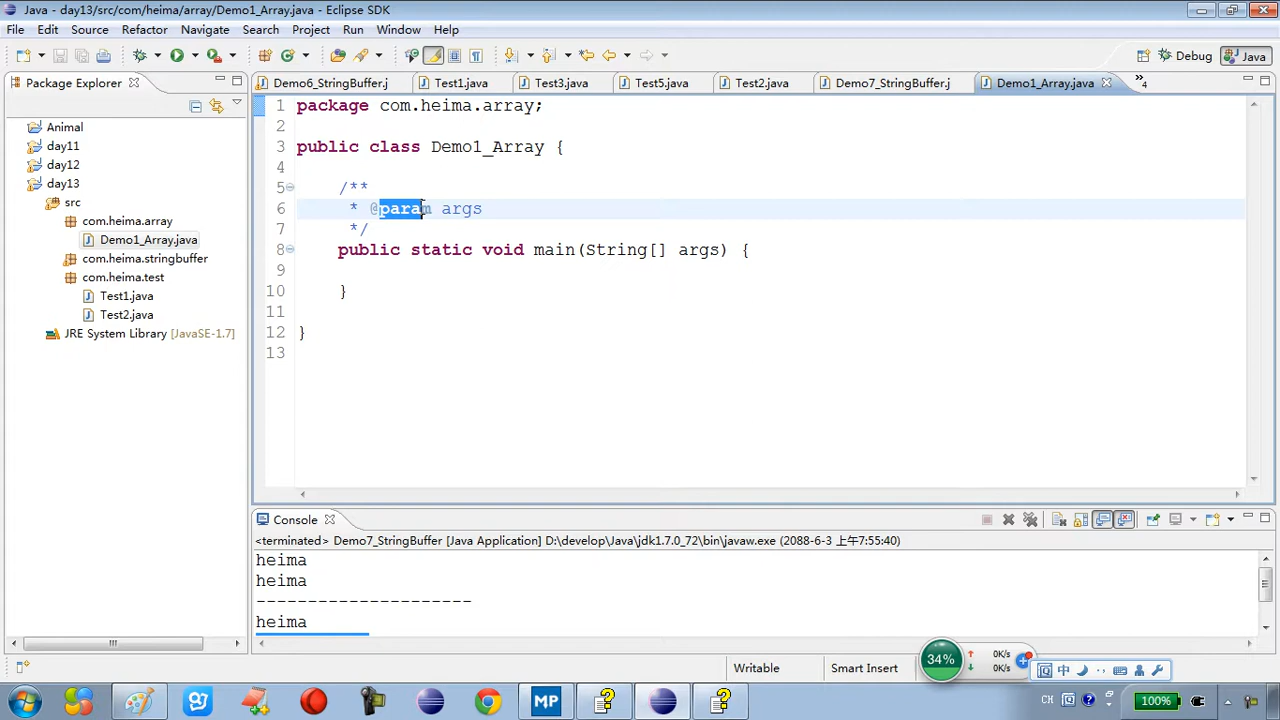 Java - day13/src/com/heima/array/Demo1_Array.java - Eclipse SDK
File Edit Source Refactor Navigate Search Project Run Window Help
Debug Java
Package Explorer
Demo6_StringBuffer.j Test1.java Test3.java Test5.java Test2.java Demo7_StringBuffer.j Demo1_Array.java »4
Animal
day11
day12
day13
src
com.heima.array
Demo1_Array.java
com.heima.stringbuffer
com.heima.test
Test1.java
Test2.java
JRE System Library [JavaSE-1.7]
1 package com.heima.array;
2
3 public class Demo1_Array {
4
5 /**
6 * @param args
7 */
8 public static void main(String[] args) {
9
10 }
11
12 }
13
Console
<terminated> Demo7_StringBuffer [Java Application] D:\develop\Java\jdk1.7.0_72\bin\javaw.exe (2088-6-3 上午7:55:40)
heima
heima
---------------------
heima
Writable Smart Insert
34% 0K/s
0K/s
中
MP CH 100%